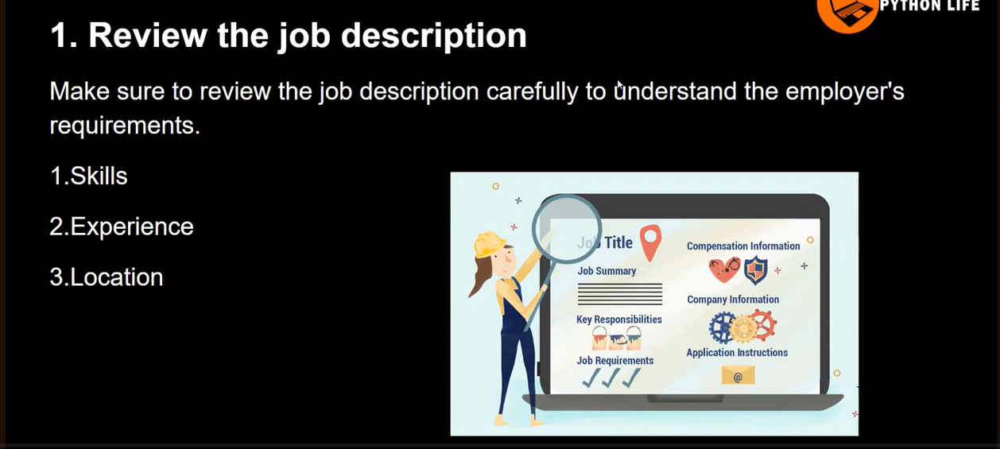 PYTHON LIFE
1. Review the job description
Make sure to review the job description carefully to understand the employer's
requirements.
1.Skills
2.Experience
3.Location
Job Title
Job Summary
Key Responsibilities
Job Requirements
Compensation Information
Company Information
Application Instructions
@